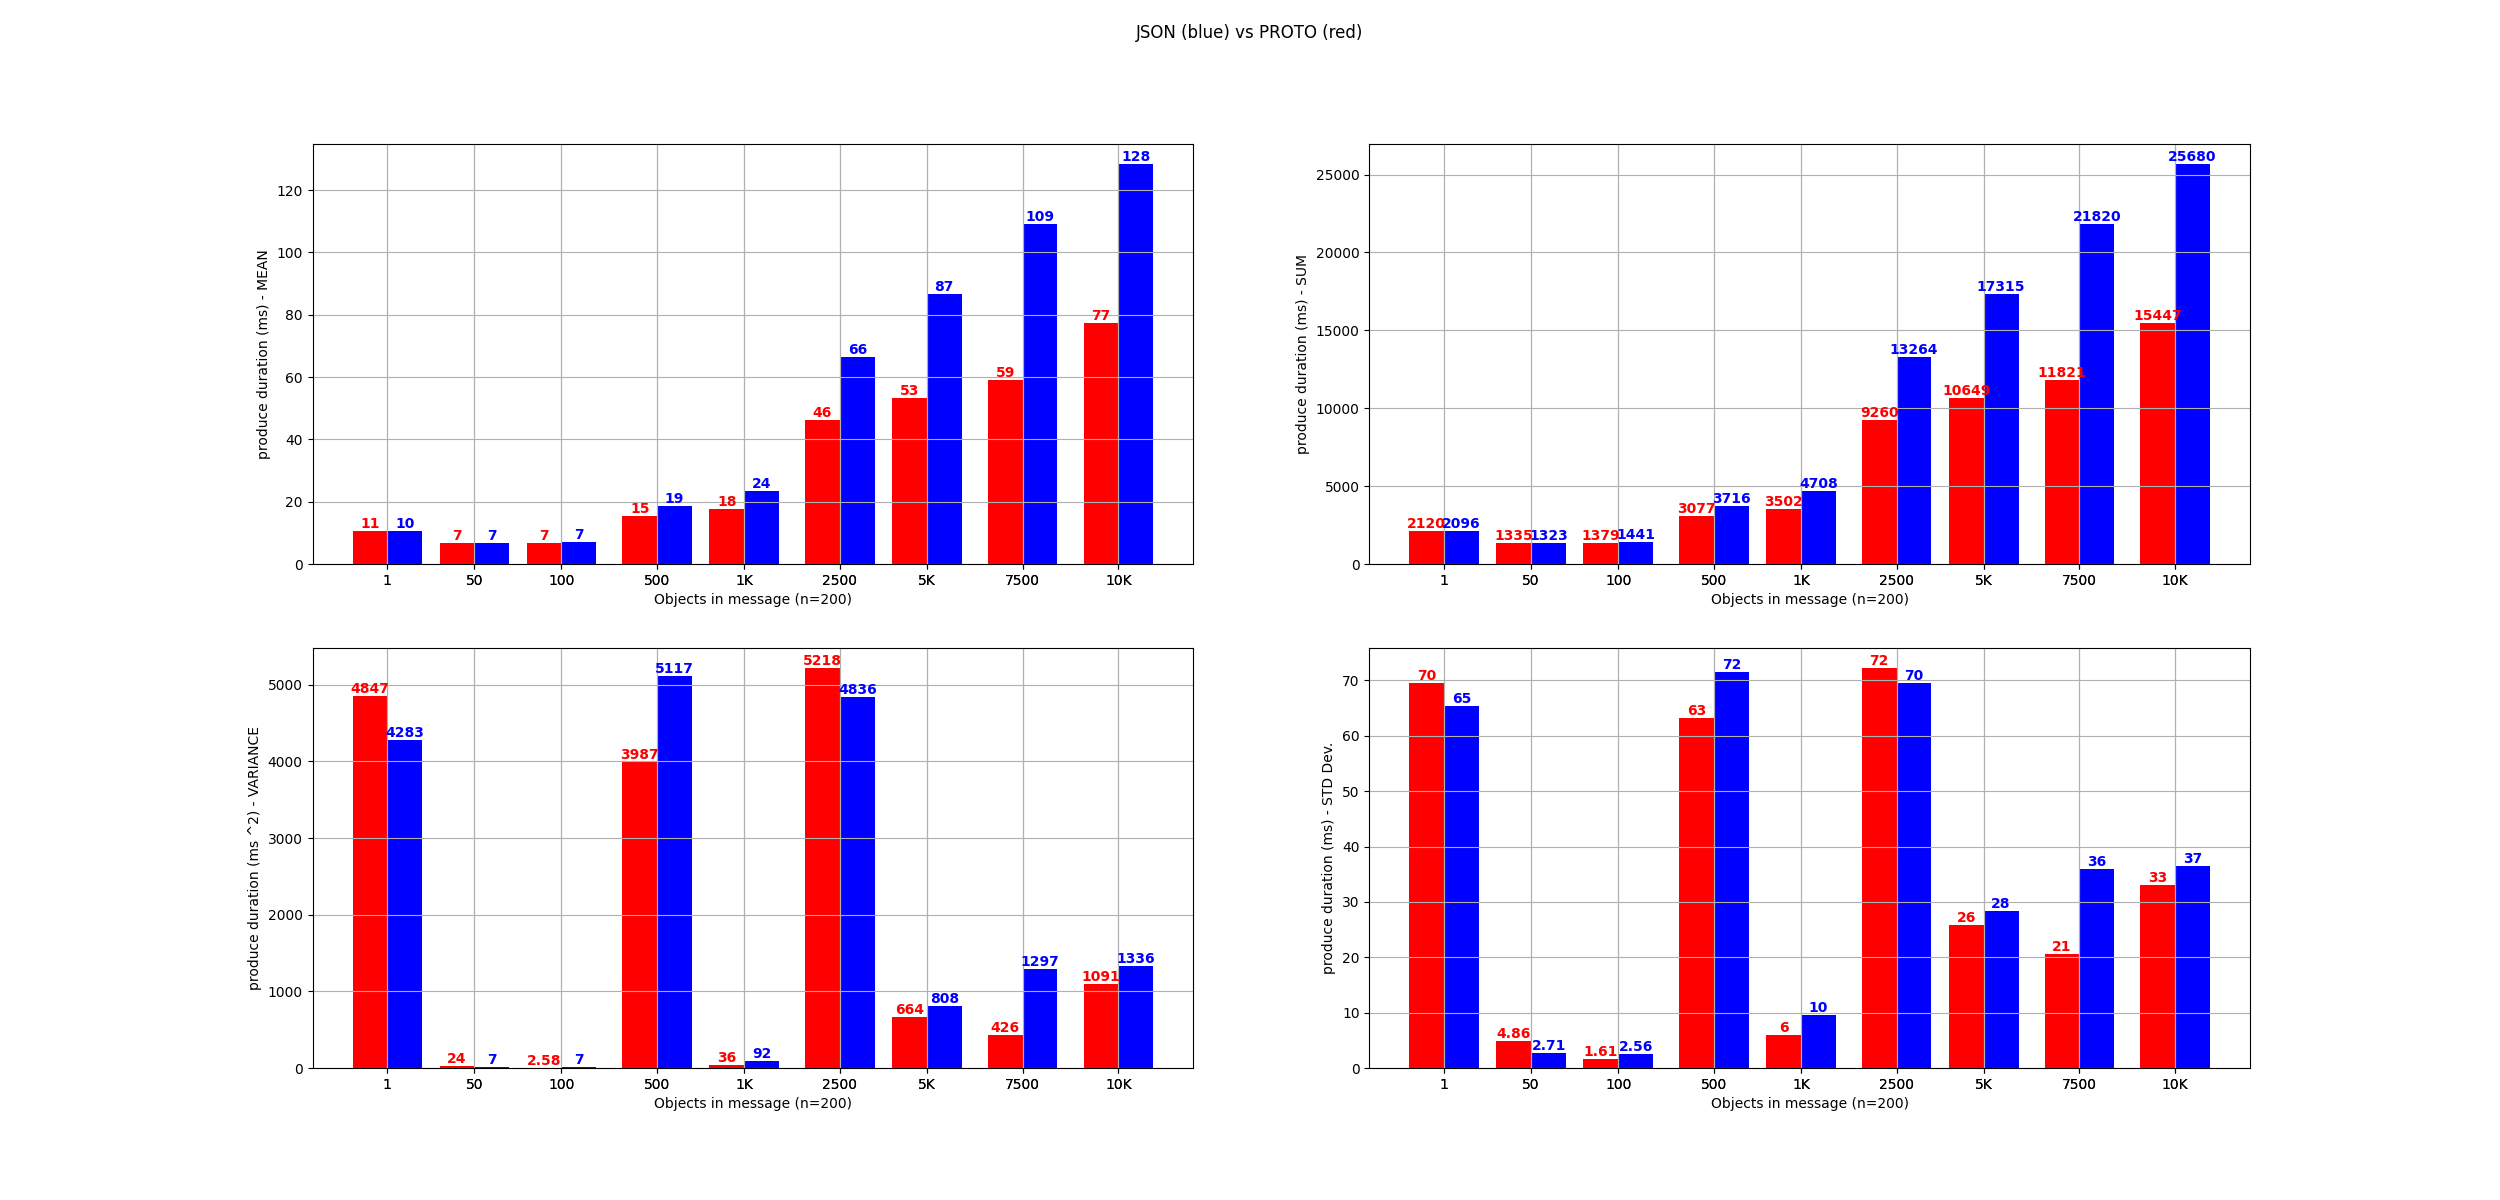 JSON (blue) vs PROTO (red)
produce duration (ms) - MEAN
120
100
80
60
40
20
0
11 10 7 7 7 7 15 19 18 24 46 66 53 87 59 109 77 128
1 50 100 500 1K 2500 5K 7500 10K
Objects in message (n=200)
produce duration (ms) - SUM
25000
20000
15000
10000
5000
0
2120 2096 1335 1323 1379 1441 3077 3716 3502 4708 9260 13264 10649 17315 11821 21820 15447 25680
1 50 100 500 1K 2500 5K 7500 10K
Objects in message (n=200)
produce duration (ms ^2) - VARIANCE
5000
4000
3000
2000
1000
0
4847 4283 24 7 2.58 7 3987 5117 36 92 5218 4836 664 808 426 1297 1091 1336
1 50 100 500 1K 2500 5K 7500 10K
Objects in message (n=200)
produce duration (ms) - STD Dev.
70
60
50
40
30
20
10
0
70 65 4.86 2.71 1.61 2.56 63 72 6 10 72 70 26 28 21 36 33 37
1 50 100 500 1K 2500 5K 7500 10K
Objects in message (n=200)